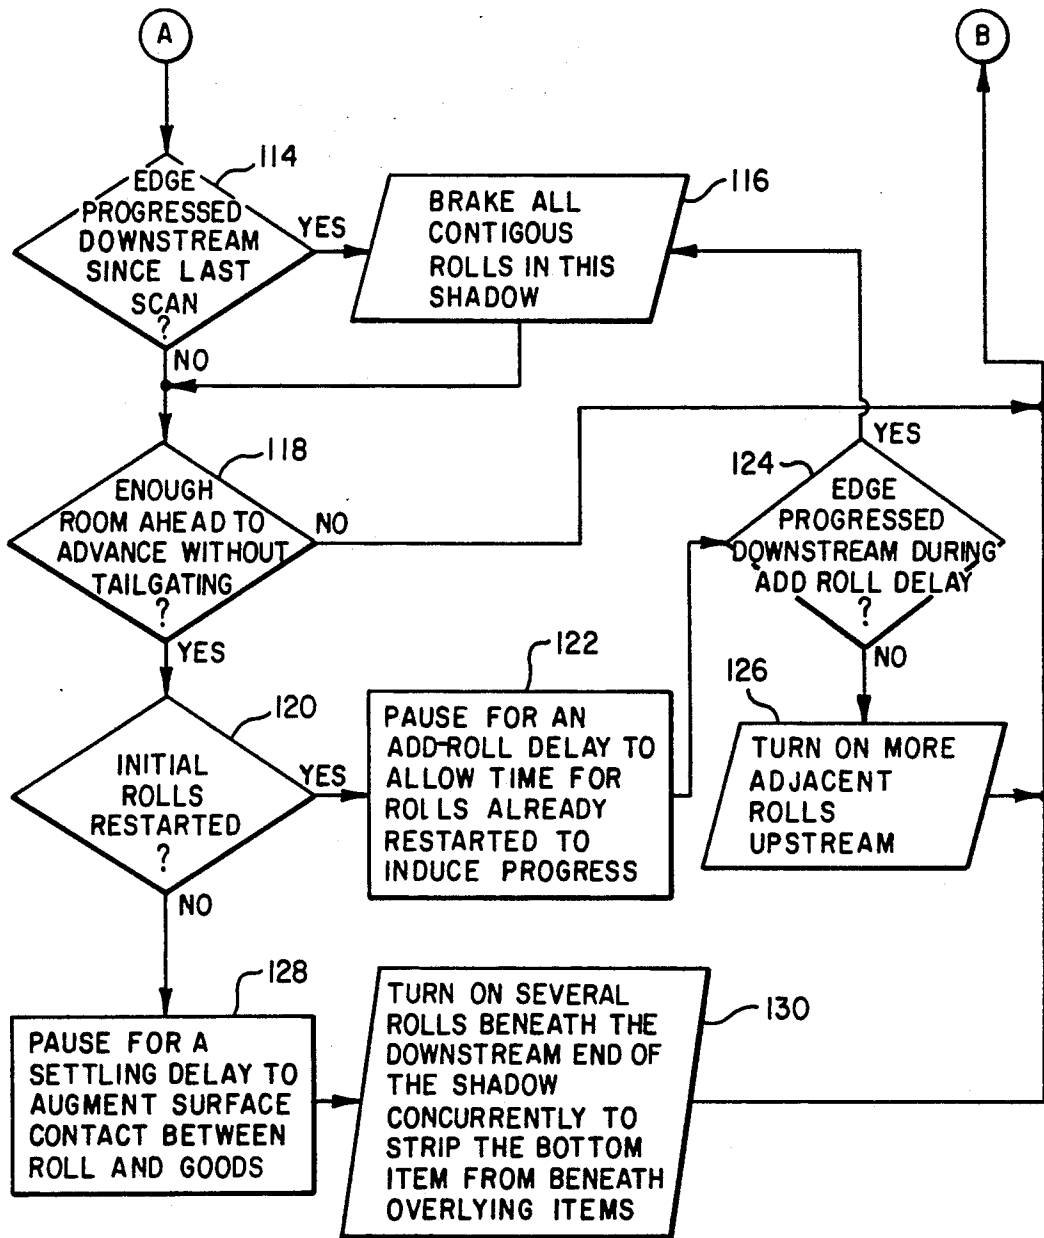 A
B
114
EDGE
PROGRESSED
DOWNSTREAM
SINCE LAST
SCAN
?
YES
NO
116
BRAKE ALL
CONTIGOUS
ROLLS IN THIS
SHADOW
118
ENOUGH
ROOM AHEAD TO
ADVANCE WITHOUT
TAILGATING
?
NO
YES
124
YES
EDGE
PROGRESSED
DOWNSTREAM DURING
ADD ROLL DELAY
?
NO
120
INITIAL
ROLLS
RESTARTED
?
YES
NO
122
PAUSE FOR AN
ADD-ROLL DELAY TO
ALLOW TIME FOR
ROLLS ALREADY
RESTARTED TO
INDUCE PROGRESS
126
TURN ON MORE
ADJACENT
ROLLS
UPSTREAM
128
PAUSE FOR A
SETTLING DELAY TO
AUGMENT SURFACE
CONTACT BETWEEN
ROLL AND GOODS
130
TURN ON SEVERAL
ROLLS BENEATH THE
DOWNSTREAM END OF
THE SHADOW
CONCURRENTLY TO
STRIP THE BOTTOM
ITEM FROM BENEATH
OVERLYING ITEMS